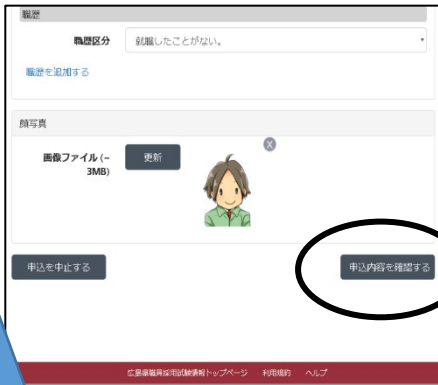 職歴
職歴区分 就職したことがない。
職歴を追加する
顔写真
画像ファイル (~
3MB)
更新
X
申込を中止する 申込内容を確認する
広島県職員採用試験情報トップページ 利用規約 ヘルプ